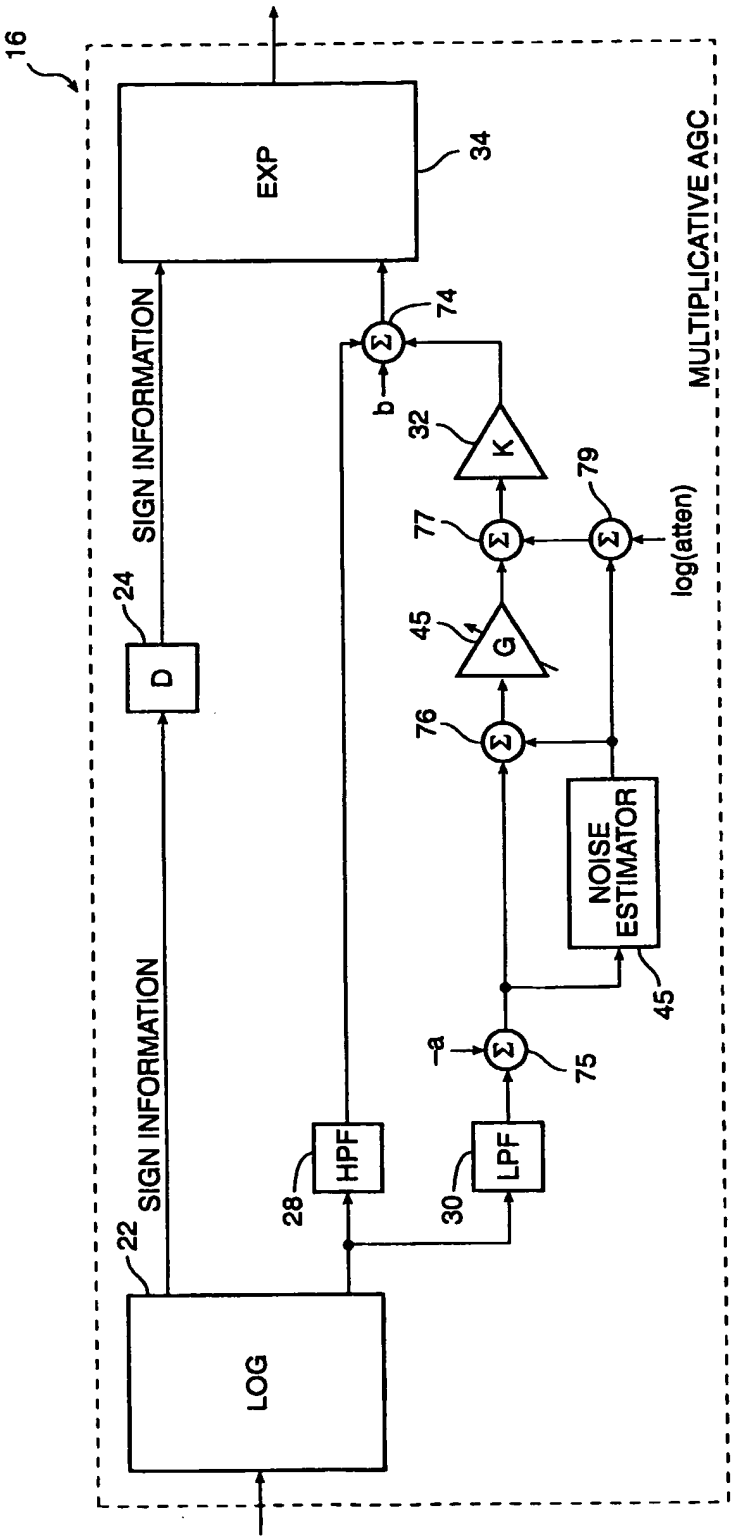 16
MULTIPLICATIVE AGC
22
LOG
SIGN INFORMATION
24
D
SIGN INFORMATION
EXP
34
28
HPF
30
LPF
–a
Σ
75
NOISE
ESTIMATOR
45
76
Σ
45
G
77
Σ
79
Σ
log(atten)
32
K
b
Σ
74